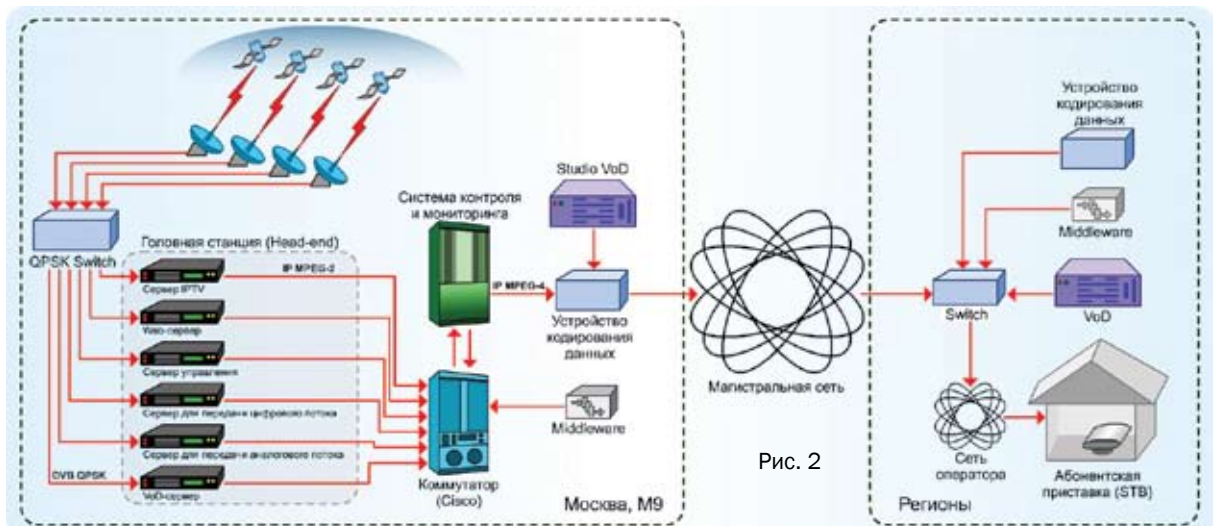 Studio VoD
Система контроля
и мониторинга
QPSK Switch
Головная станция (Head-end)
IP MPEG-2
Сервер IPTV
Web-сервер
Сервер управления
Сервер для передачи цифрового потока
Сервер для передачи аналогового потока
DVB QPSK
VoD-сервер
IP MPEG-4
Устройство
кодирования
данных
Middleware
Коммутатор
(Cisco)
Москва, М9
Магистральная сеть
Рис. 2
Устройство
кодирования
данных
Middleware
Switch
VoD
Сеть
оператора
Абонентская
приставка (STB)
Регионы